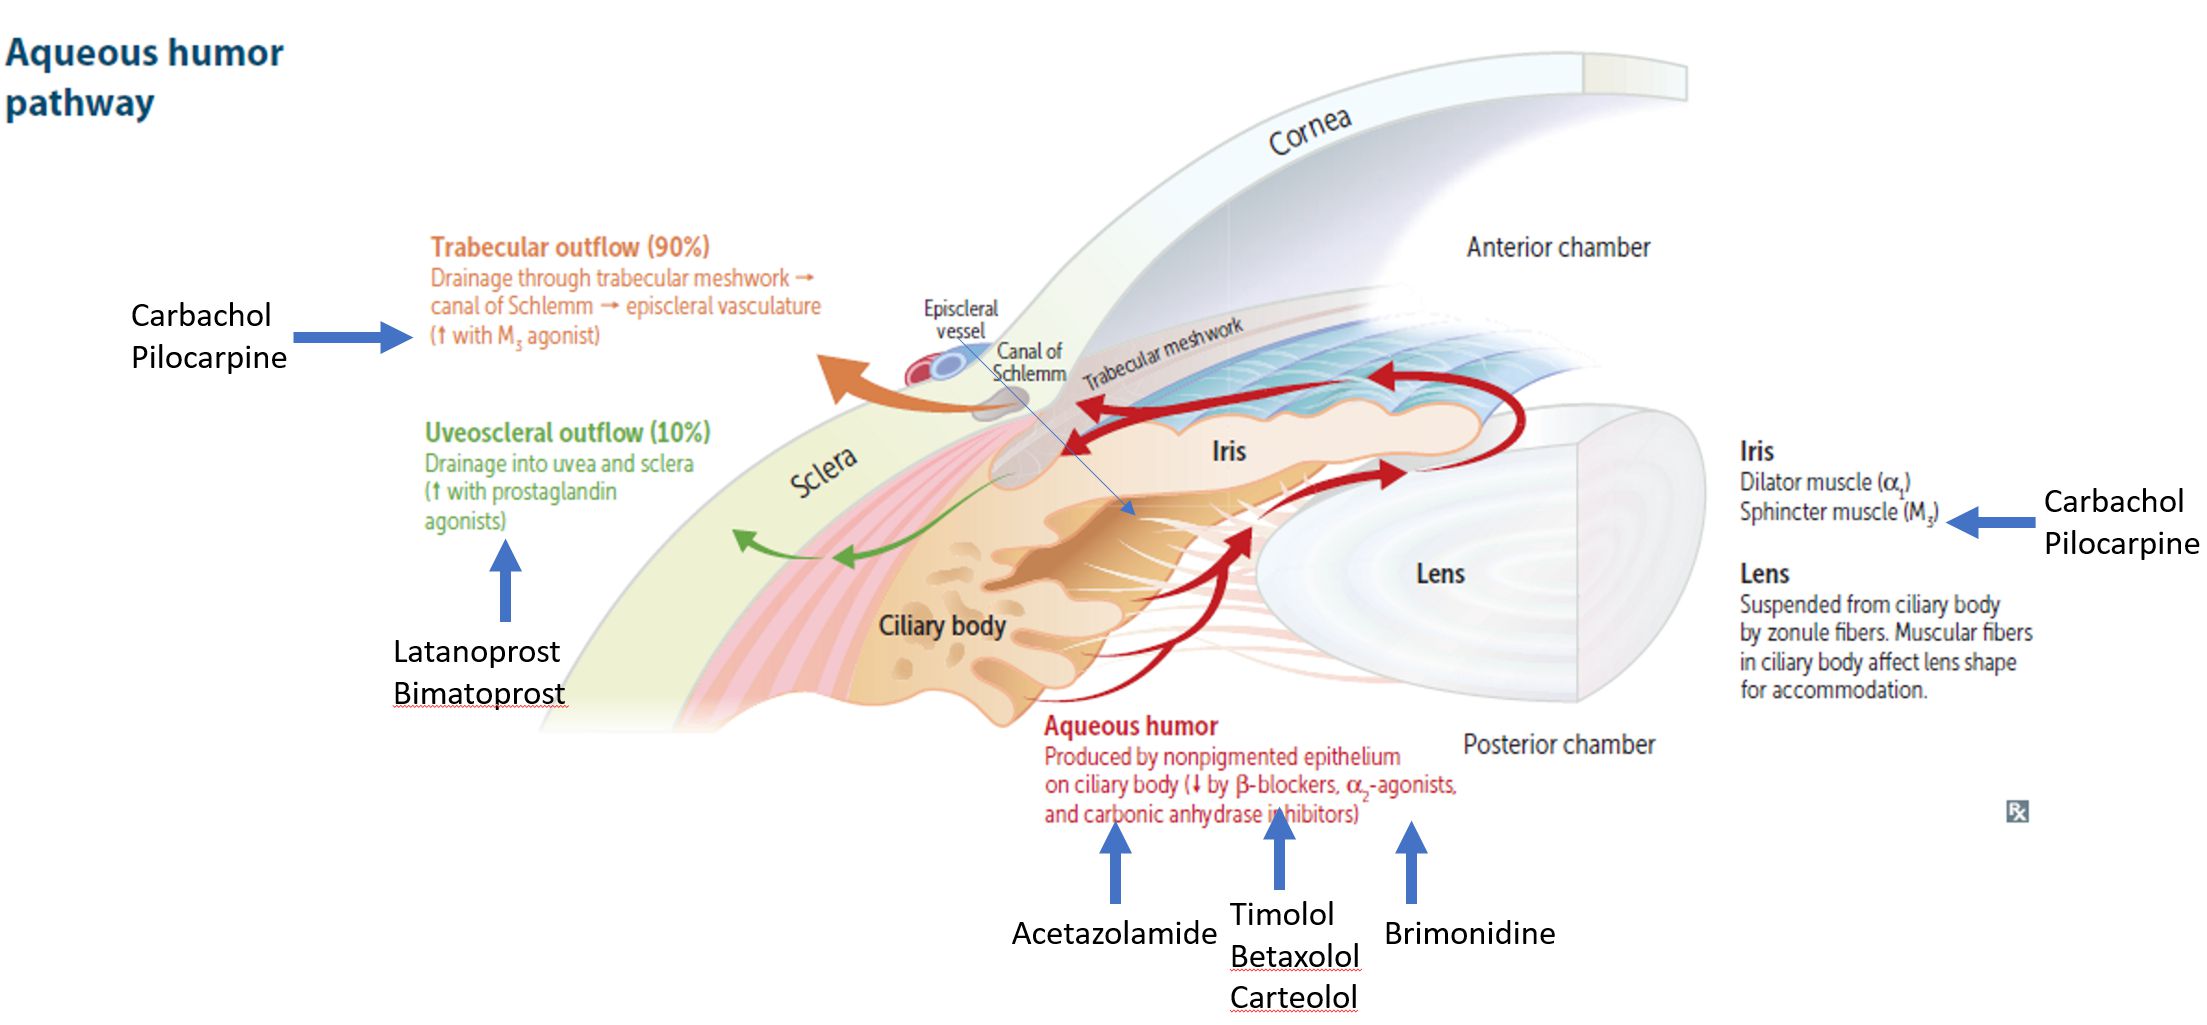 Aqueous humor
pathway
Cornea
Anterior chamber
Trabecular outflow (90%)
Drainage through trabecular meshwork →
canal of Schlemm → episcleral vasculature
(↑ with M3 agonist)
Carbachol
Pilocarpine
Episcleral
vessel
Canal of
Schlemm
Trabecular meshwork
Uveoscleral outflow (10%)
Drainage into uvea and sclera
(↑ with prostaglandin
agonists)
Sclera
Iris
Iris
Dilator muscle (α1)
Sphincter muscle (M3)
Carbachol
Pilocarpine
Lens
Lens
Suspended from ciliary body
by zonule fibers. Muscular fibers
in ciliary body affect lens shape
for accommodation.
Ciliary body
Latanoprost
Bimatoprost
Aqueous humor
Produced by nonpigmented epithelium
on ciliary body (↓ by β-blockers, α2-agonists,
and carbonic anhydrase inhibitors)
Posterior chamber
Rx
Acetazolamide
Timolol
Betaxolol
Carteolol
Brimonidine